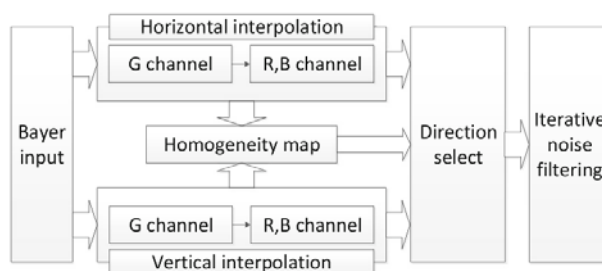 Horizontal interpolation
G channel
R,B channel
Bayer
input
Homogeneity map
Direction
select
Iterative
noise
filtering
G channel
R,B channel
Vertical interpolation